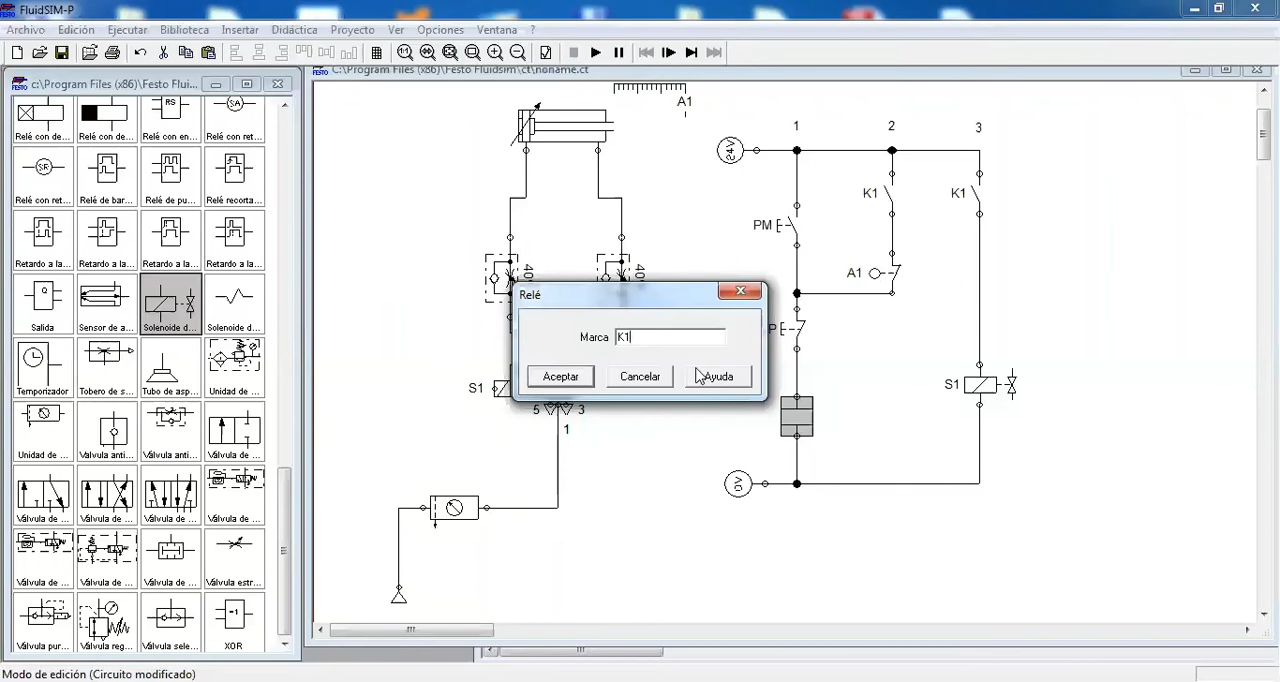 FESTO FluidSIM-P
Archivo Edición Ejecutar Biblioteca Insertar Didáctica Proyecto Ver Opciones Ventana ?
c:\Program Files (x86)\Festo Flui...
C:\Program Files (x86)\Festo Fluidsim\ct\noname.ct
RS SA
Relé con de... Relé con de... Relé con en... Relé con ret...
SR
Relé con ret... Relé de bar... Relé de pu... Relé recorta...
Retardo a la... Retardo a la... Retardo a la... Retardo a la...
Q
Salida Sensor de a... Solenoide d... Solenoide d...
Temporizador Tobero de s... Tubo de asp... Unidad de ...
Unidad de ... Válvula anti... Válvula anti... Válvula de ...
Válvula de ... Válvula de ... Válvula de ... Válvula de ...
Válvula de ... Válvula de ... Válvula de ... Válvula estr...
=1
Válvula pur... Válvula reg... Válvula sele... XOR
A1
1 2 3
24V
K1 K1
PM
A1
Relé
Marca K1
Aceptar Cancelar Ayuda
P
S1
5 3
1
S1
0V
Modo de edición (Circuito modificado)